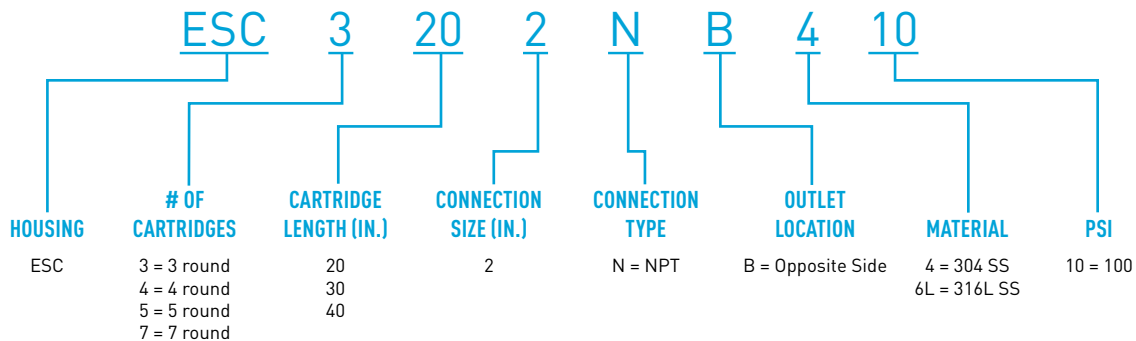 ESC 3 20 2 N B 4 10
HOUSING
ESC
# OF
CARTRIDGES
3 = 3 round
4 = 4 round
5 = 5 round
7 = 7 round
CARTRIDGE
LENGTH (IN.)
20
30
40
CONNECTION
SIZE (IN.)
2
CONNECTION
TYPE
N = NPT
OUTLET
LOCATION
B = Opposite Side
MATERIAL
4 = 304 SS
6L = 316L SS
PSI
10 = 100